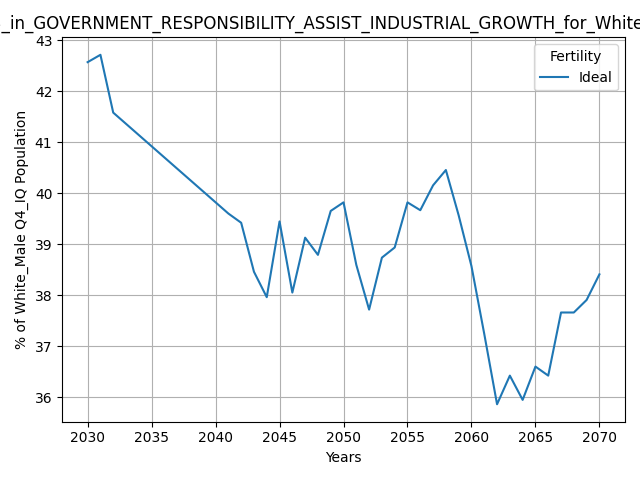 _in_GOVERNMENT_RESPONSIBILITY_ASSIST_INDUSTRIAL_GROWTH_for_White
Fertility
Ideal
% of White_Male Q4_IQ Population
43
42
41
40
39
38
37
36
2030 2035 2040 2045 2050 2055 2060 2065 2070
Years